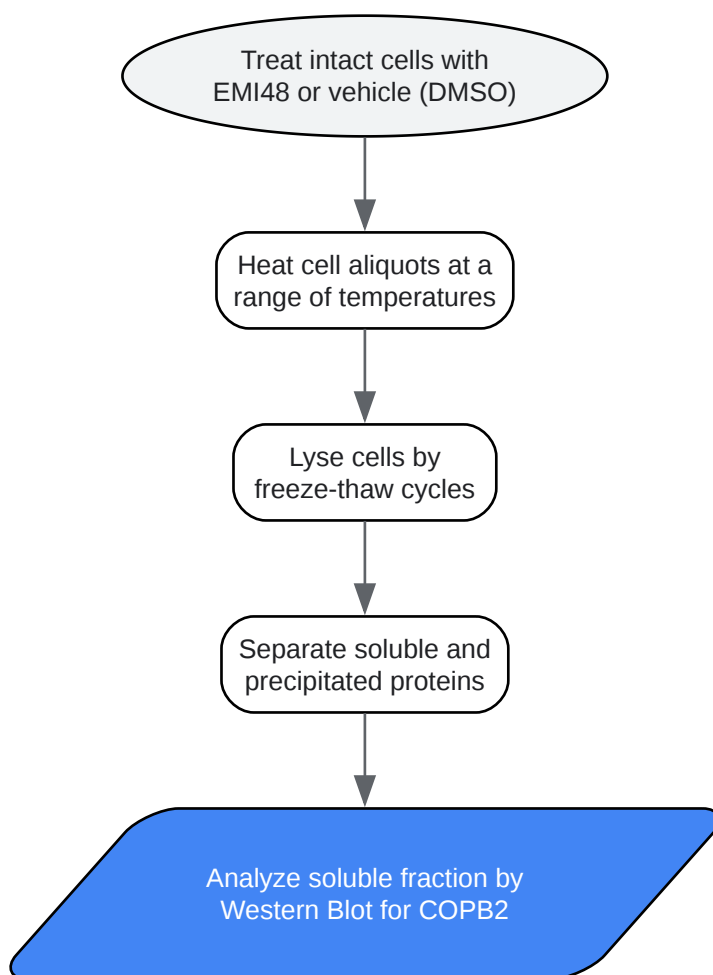 Treat intact cells with
EMI48 or vehicle (DMSO)
Heat cell aliquots at a
range of temperatures
Lyse cells by
freeze-thaw cycles
Separate soluble and
precipitated proteins
Analyze soluble fraction by
Western Blot for COPB2